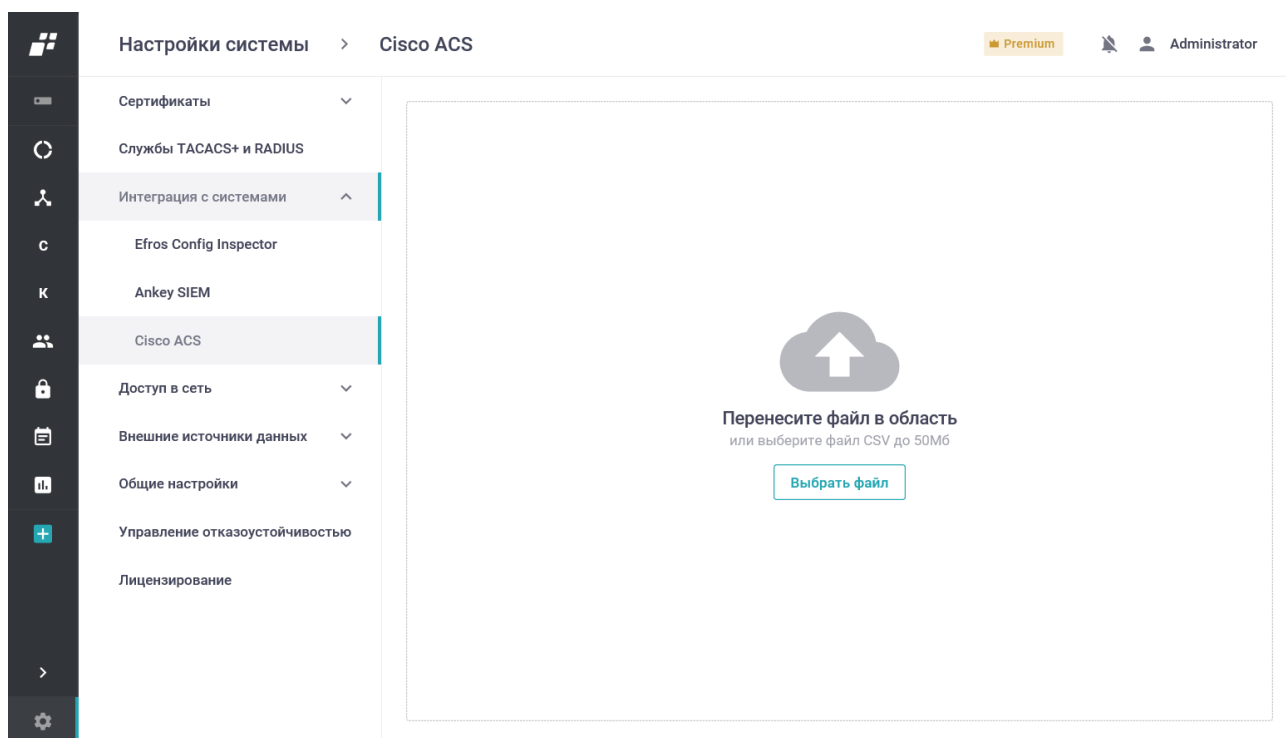 Настройки системы > Cisco ACS
Premium
Administrator
Сертификаты
Службы TACACS+ и RADIUS
Интеграция с системами
Efros Config Inspector
Ankey SIEM
Cisco ACS
Доступ в сеть
Внешние источники данных
Общие настройки
Управление отказоустойчивостью
Лицензирование
C
K
Перенесите файл в область
или выберите файл CSV до 50Мб
Выбрать файл